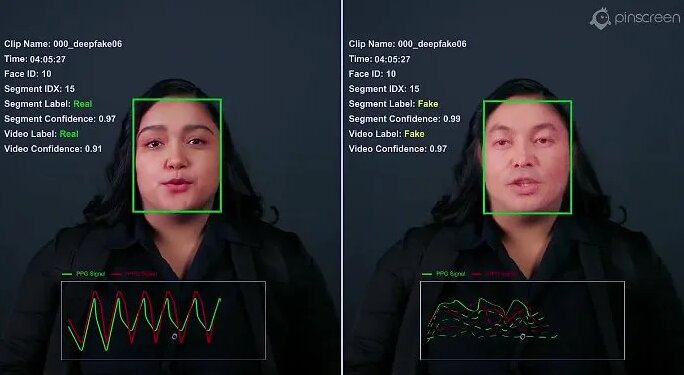 pinscreen
Clip Name: 000_deepfake06
Time: 04:05:27
Face ID: 10
Segment IDX: 15
Segment Label: Real
Segment Confidence: 0.97
Video Label: Real
Video Confidence: 0.91
PPG Signal
rPPG Signal
Clip Name: 000_deepfake06
Time: 04:05:27
Face ID: 10
Segment IDX: 15
Segment Label: Fake
Segment Confidence: 0.99
Video Label: Fake
Video Confidence: 0.97
PPG Signal